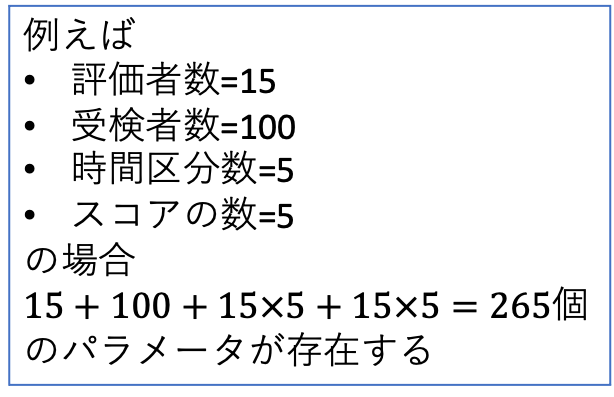 例えば
• 評価者数=15
• 受検者数=100
• 時間区分数=5
• スコアの数=5
の場合
15 + 100 + 15×5 + 15×5 = 265個
のパラメータが存在する